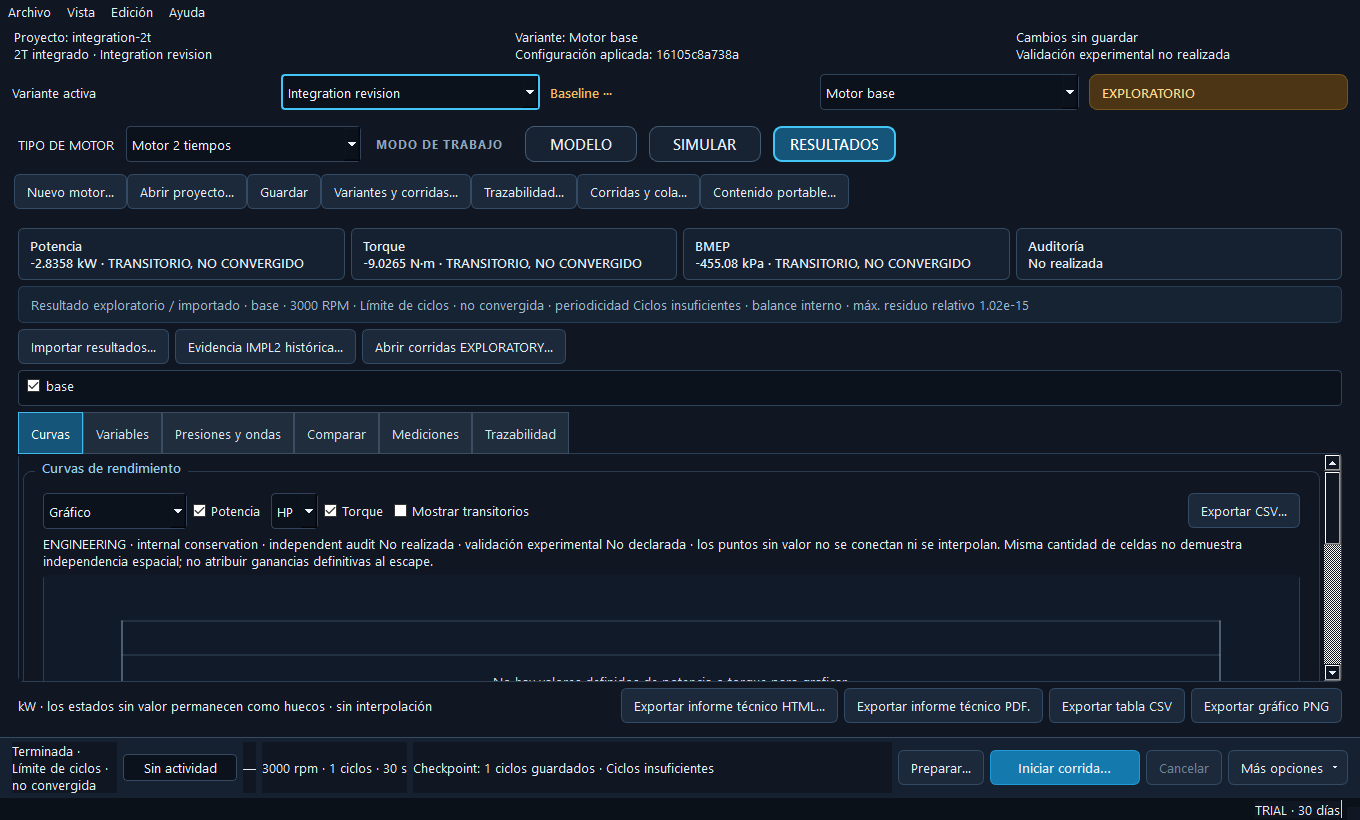 Archivo Vista Edición Ayuda
Proyecto: integration-2t
2T integrado · Integration revision
Variante: Motor base
Configuración aplicada: 16105c8a738a
Cambios sin guardar
Validación experimental no realizada
Variante activa
Integration revision
Baseline ···
Motor base
EXPLORATORIO
TIPO DE MOTOR
Motor 2 tiempos
MODO DE TRABAJO
MODELO
SIMULAR
RESULTADOS
Nuevo motor...
Abrir proyecto...
Guardar
Variantes y corridas...
Trazabilidad...
Corridas y cola...
Contenido portable...
Potencia
-2.8358 kW · TRANSITORIO, NO CONVERGIDO
Torque
-9.0265 N·m · TRANSITORIO, NO CONVERGIDO
BMEP
-455.08 kPa · TRANSITORIO, NO CONVERGIDO
Auditoría
No realizada
Resultado exploratorio / importado · base · 3000 RPM · Límite de ciclos · no convergida · periodicidad Ciclos insuficientes · balance interno · máx. residuo relativo 1.02e-15
Importar resultados...
Evidencia IMPL2 histórica...
Abrir corridas EXPLORATORY...
base
Curvas
Variables
Presiones y ondas
Comparar
Mediciones
Trazabilidad
Curvas de rendimiento
Gráfico
Potencia
HP
Torque
Mostrar transitorios
Exportar CSV...
ENGINEERING · internal conservation · independent audit No realizada · validación experimental No declarada · los puntos sin valor no se conectan ni se interpolan. Misma cantidad de celdas no demuestra
independencia espacial; no atribuir ganancias definitivas al escape.
No hay valores definidos de potencia o torque para graficar
kW · los estados sin valor permanecen como huecos · sin interpolación
Exportar informe técnico HTML...
Exportar informe técnico PDF.
Exportar tabla CSV
Exportar gráfico PNG
Terminada ·
Límite de ciclos ·
no convergida
Sin actividad
—
3000 rpm · 1 ciclos · 30 s
Checkpoint: 1 ciclos guardados · Ciclos insuficientes
Preparar...
Iniciar corrida...
Cancelar
Más opciones
TRIAL · 30 días